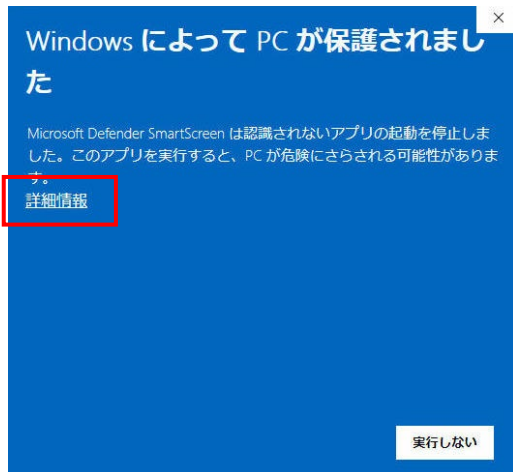 Windows によって PC が保護されまし
た
Microsoft Defender SmartScreen は認識されないアプリの起動を停止しま
した。このアプリを実行すると、PC が危険にさらされる可能性がありま
す。
詳細情報
実行しない